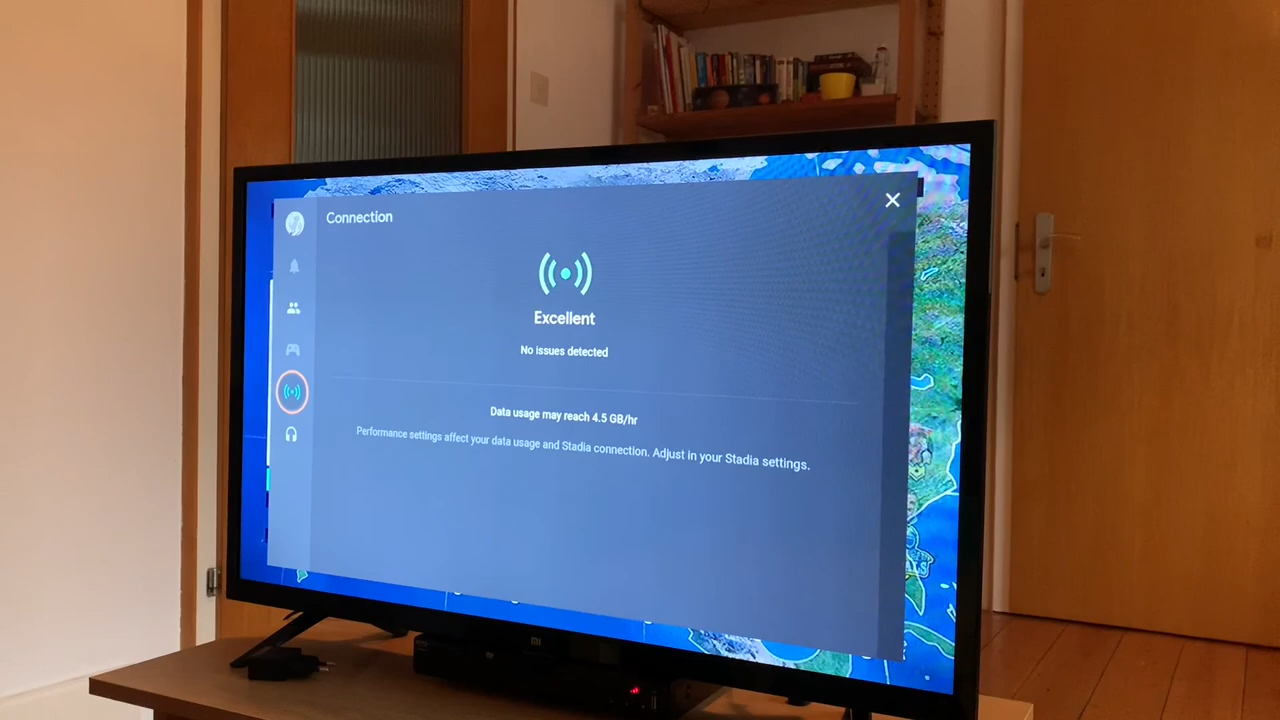 Connection
Excellent
No issues detected
Data usage may reach 4.5 GB/hr
Performance settings affect your data usage and Stadia connection. Adjust in your Stadia settings.
mi